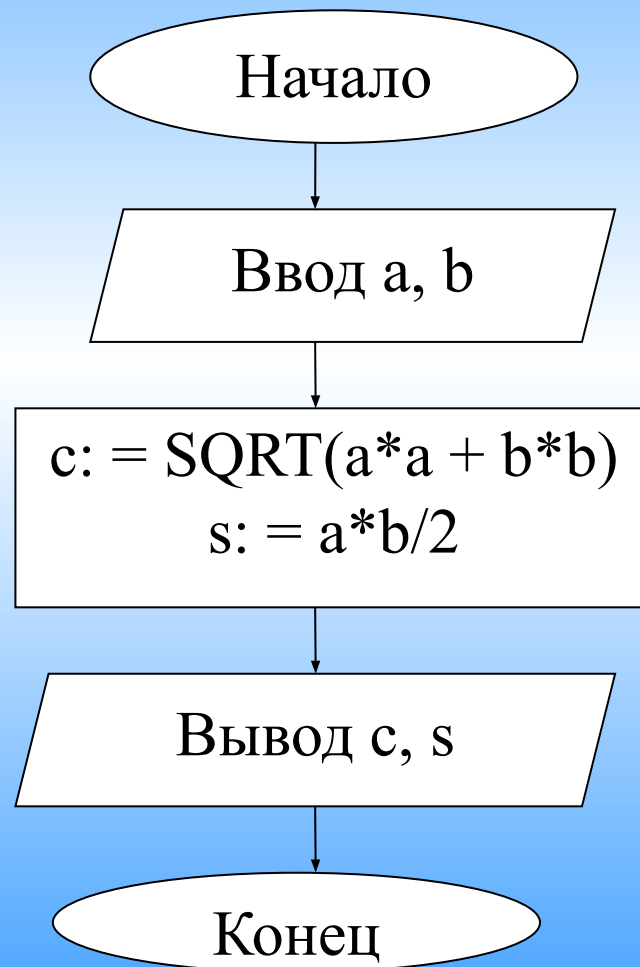 Начало
Ввод a, b
c: = SQRT(a*a + b*b)
s: = a*b/2
Вывод c, s
Конец